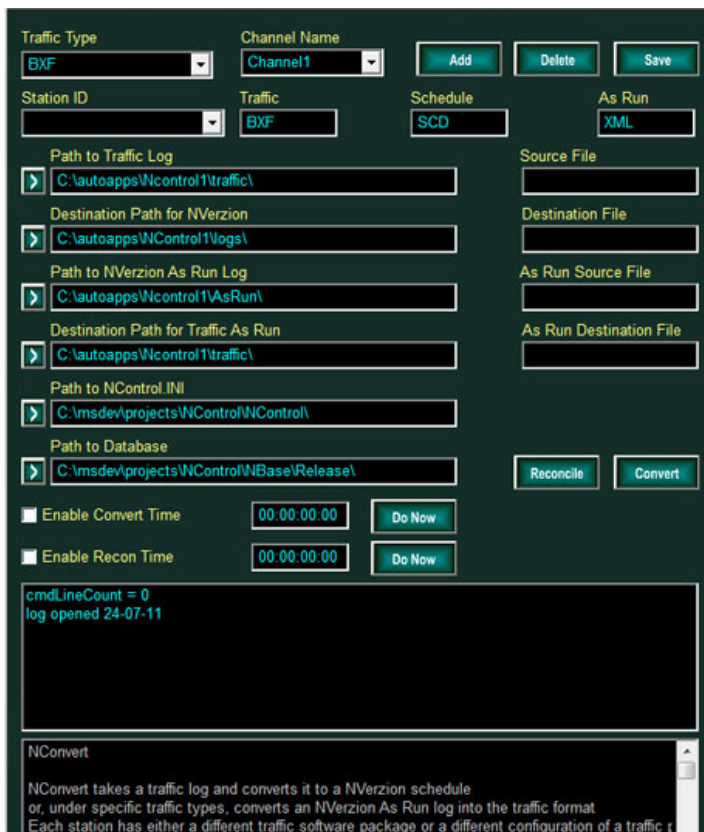 Traffic Type
Channel Name
BXF
Channel1
Add
Delete
Save
Station ID
Traffic
Schedule
As Run
BXF
SCD
XML
Path to Traffic Log
Source File
C:\autoapps\Ncontrol1\traffic\
Destination Path for NVerzion
Destination File
C:\autoapps\NControl1\logs\
Path to NVerzion As Run Log
As Run Source File
C:\autoapps\Ncontrol1\AsRun\
Destination Path for Traffic As Run
As Run Destination File
C:\autoapps\Ncontrol1\traffic\
Path to NControl.INI
C:\msdev\projects\NControl\NControl\
Path to Database
C:\msdev\projects\NControl\NBase\Release\
Reconcile
Convert
Enable Convert Time
00:00:00:00
Do Now
Enable Recon Time
00:00:00:00
Do Now
cmdLineCount = 0
log opened 24-07-11
NConvert
NConvert takes a traffic log and converts it to a NVerzion schedule
or, under specific traffic types, converts an NVerzion As Run log into the traffic format
Each station has either a different traffic software package or a different configuration of a traffic